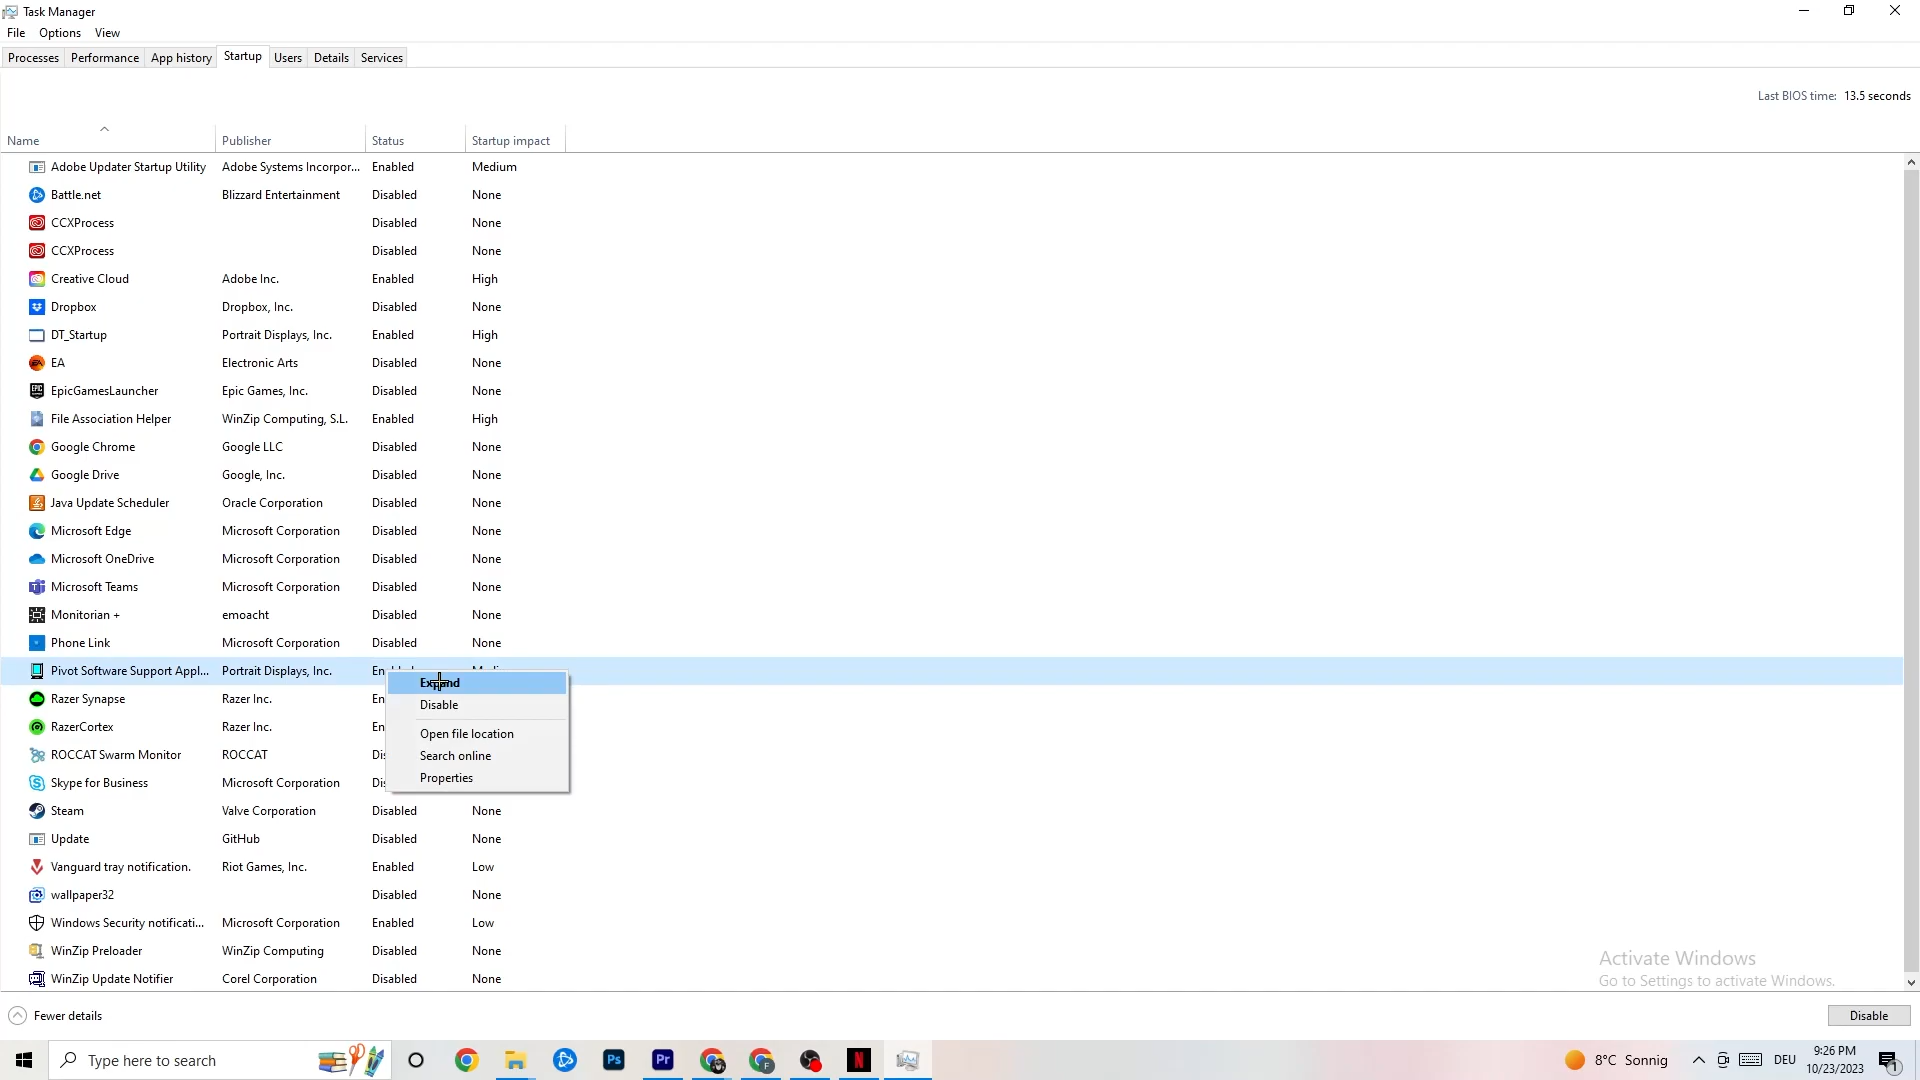 Task Manager
File Options View
Processes Performance App history Startup Users Details Services
Last BIOS time: 13.5 seconds
Name Publisher Status Startup impact
Adobe Updater Startup Utility Adobe Systems Incorpor... Enabled Medium
Battle.net Blizzard Entertainment Disabled None
CCXProcess Disabled None
CCXProcess Disabled None
Creative Cloud Adobe Inc. Enabled High
Dropbox Dropbox, Inc. Disabled None
DT_Startup Portrait Displays, Inc. Enabled High
EA Electronic Arts Disabled None
EpicGamesLauncher Epic Games, Inc. Disabled None
File Association Helper WinZip Computing, S.L. Enabled High
Google Chrome Google LLC Disabled None
Google Drive Google, Inc. Disabled None
Java Update Scheduler Oracle Corporation Disabled None
Microsoft Edge Microsoft Corporation Disabled None
Microsoft OneDrive Microsoft Corporation Disabled None
Microsoft Teams Microsoft Corporation Disabled None
Monitorian + emoacht Disabled None
Phone Link Microsoft Corporation Disabled None
Pivot Software Support Appl... Portrait Displays, Inc.
Expand
Razer Synapse Razer Inc.
Disable
RazerCortex Razer Inc.
Open file location
ROCCAT Swarm Monitor ROCCAT
Search online
Skype for Business Microsoft Corporation
Properties
Steam Valve Corporation Disabled None
Update GitHub Disabled None
Vanguard tray notification. Riot Games, Inc. Enabled Low
wallpaper32 Disabled None
Windows Security notificati... Microsoft Corporation Enabled Low
WinZip Preloader WinZip Computing Disabled None
WinZip Update Notifier Corel Corporation Disabled None
Activate Windows
Go to Settings to activate Windows.
Fewer details Disable
Type here to search
Ps Pr F N
8°C Sonnig DEU 9:26 PM
10/23/2023 1